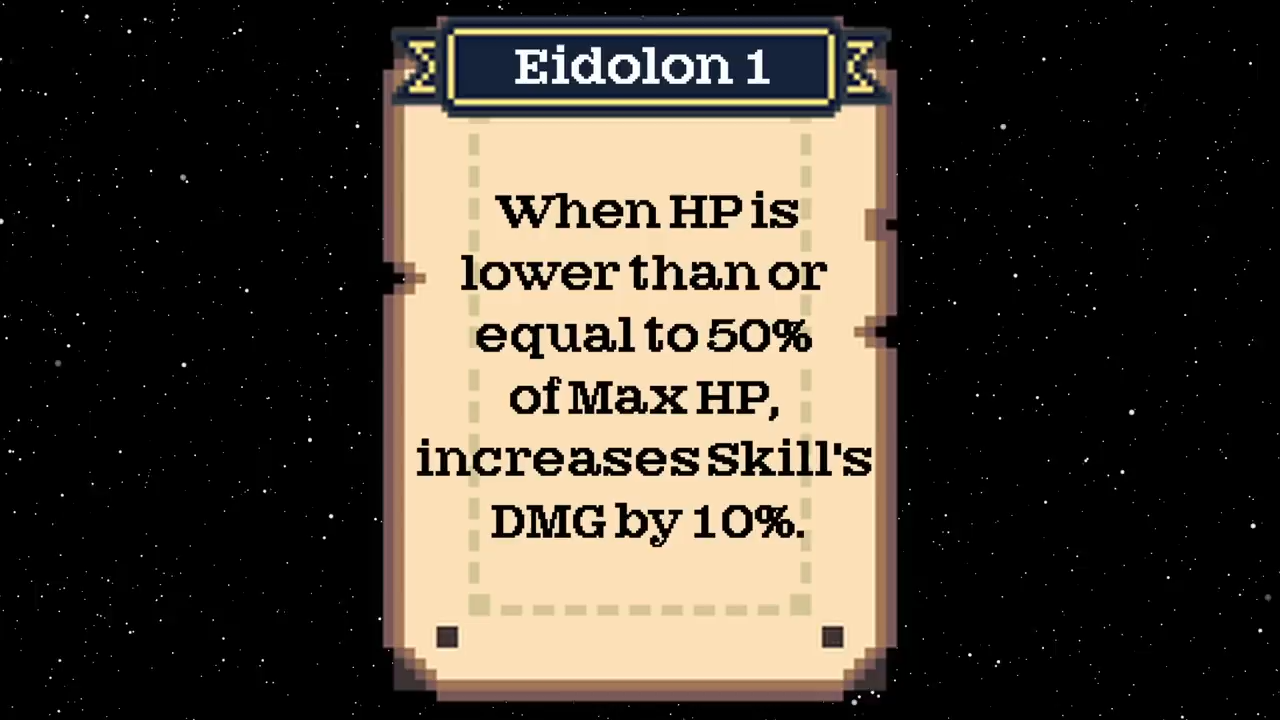 Eidolon 1
When HP is
lower than or
equal to 50%
of Max HP,
increases Skill's
DMG by 10%.